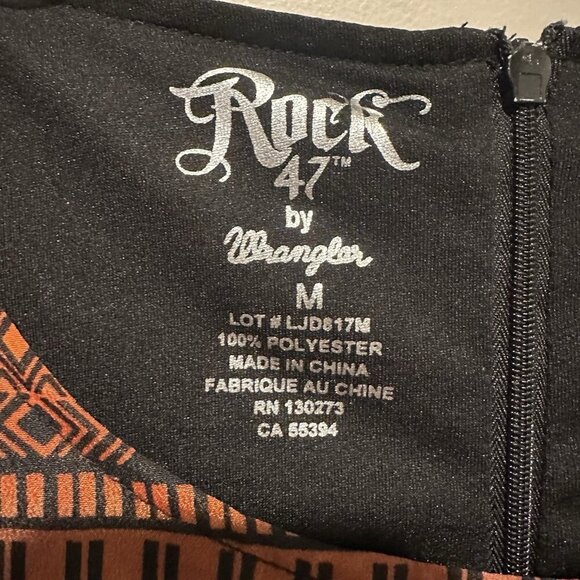 Rock
47™
by
Wrangler
M
LOT # LJD817M
100% POLYESTER
MADE IN CHINA
FABRIQUE AU CHINE
RN 130273
CA 55394